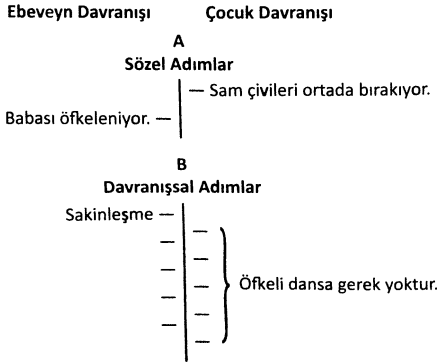 Ebeveyn Davranışı Çocuk Davranışı
A
Sözel Adımlar
Sam çivileri ortada bırakıyor.
Babası öfkeleniyor.
B
Davranışsal Adımlar
Sakinleşme
Öfkeli dansa gerek yoktur.